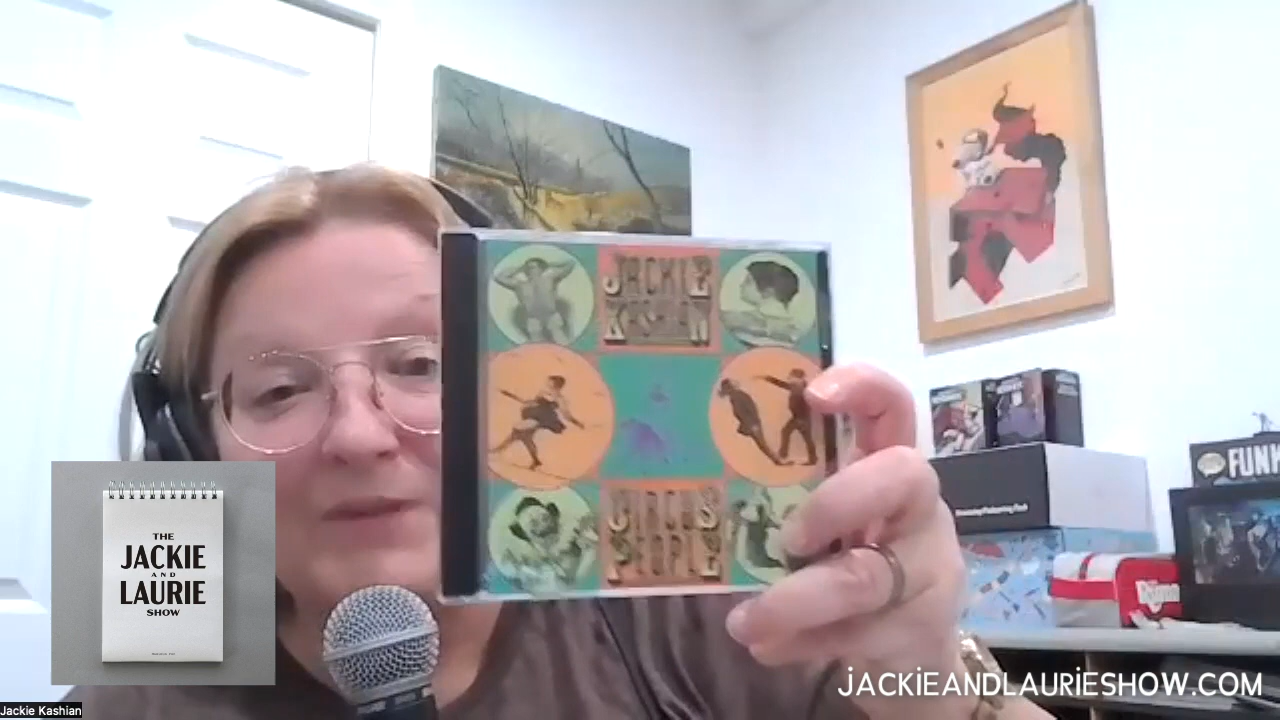 JACKIE
KASHIAN
CIRCUS
PEOPLE
FUNK
THE
JACKIE
AND
LAURIE
SHOW
JACKIEANDLAURIESHOW.COM
Jackie Kashian